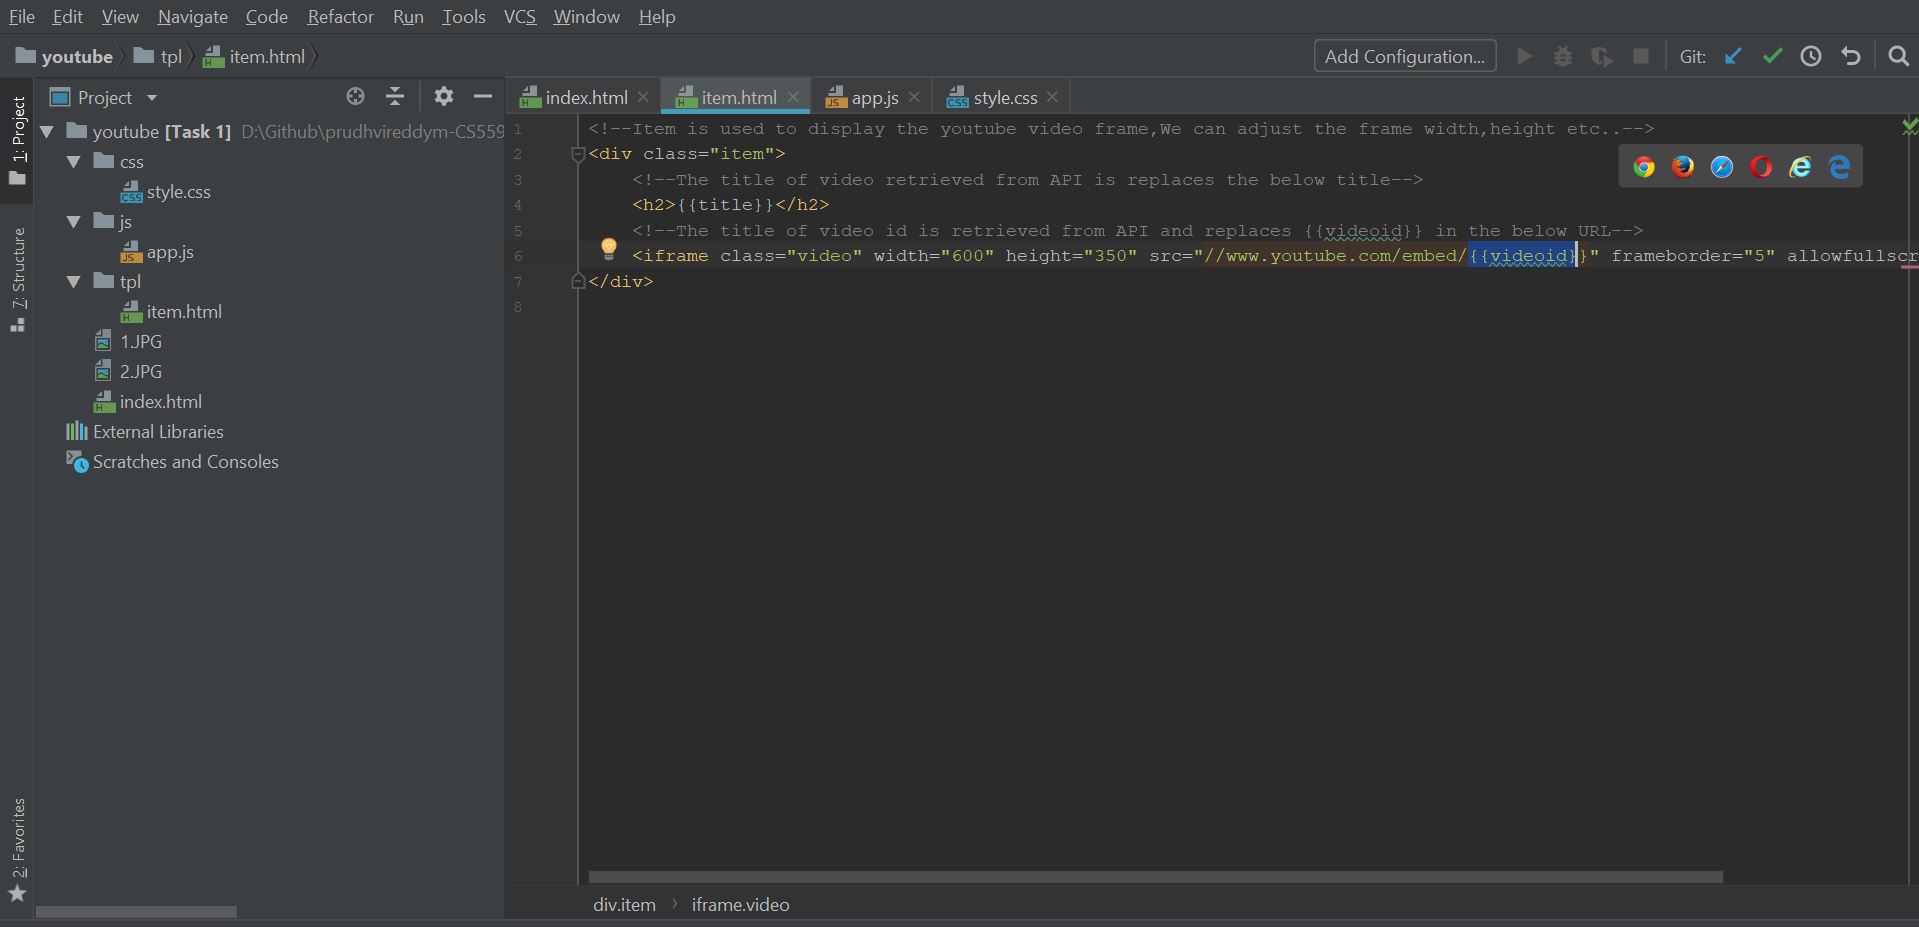 File Edit View Navigate Code Refactor Run Tools VCS Window Help
youtube tpl item.html Add Configuration... Git:
Project
index.html item.html app.js style.css
1: Project
7: Structure
2: Favorites
youtube [Task 1] D:\Github\prudhvireddym-CS559
css
style.css
js
app.js
tpl
item.html
1.JPG
2.JPG
index.html
External Libraries
Scratches and Consoles
1 <!--Item is used to display the youtube video frame,We can adjust the frame width,height etc..-->
2 <div class="item">
3 <!--The title of video retrieved from API is replaces the below title-->
4 <h2>{{title}}</h2>
5 <!--The title of video id is retrieved from API and replaces {{videoid}} in the below URL-->
6 <iframe class="video" width="600" height="350" src="//www.youtube.com/embed/{{videoid}}" frameborder="5" allowfullscr
7 </div>
8
div.item iframe.video